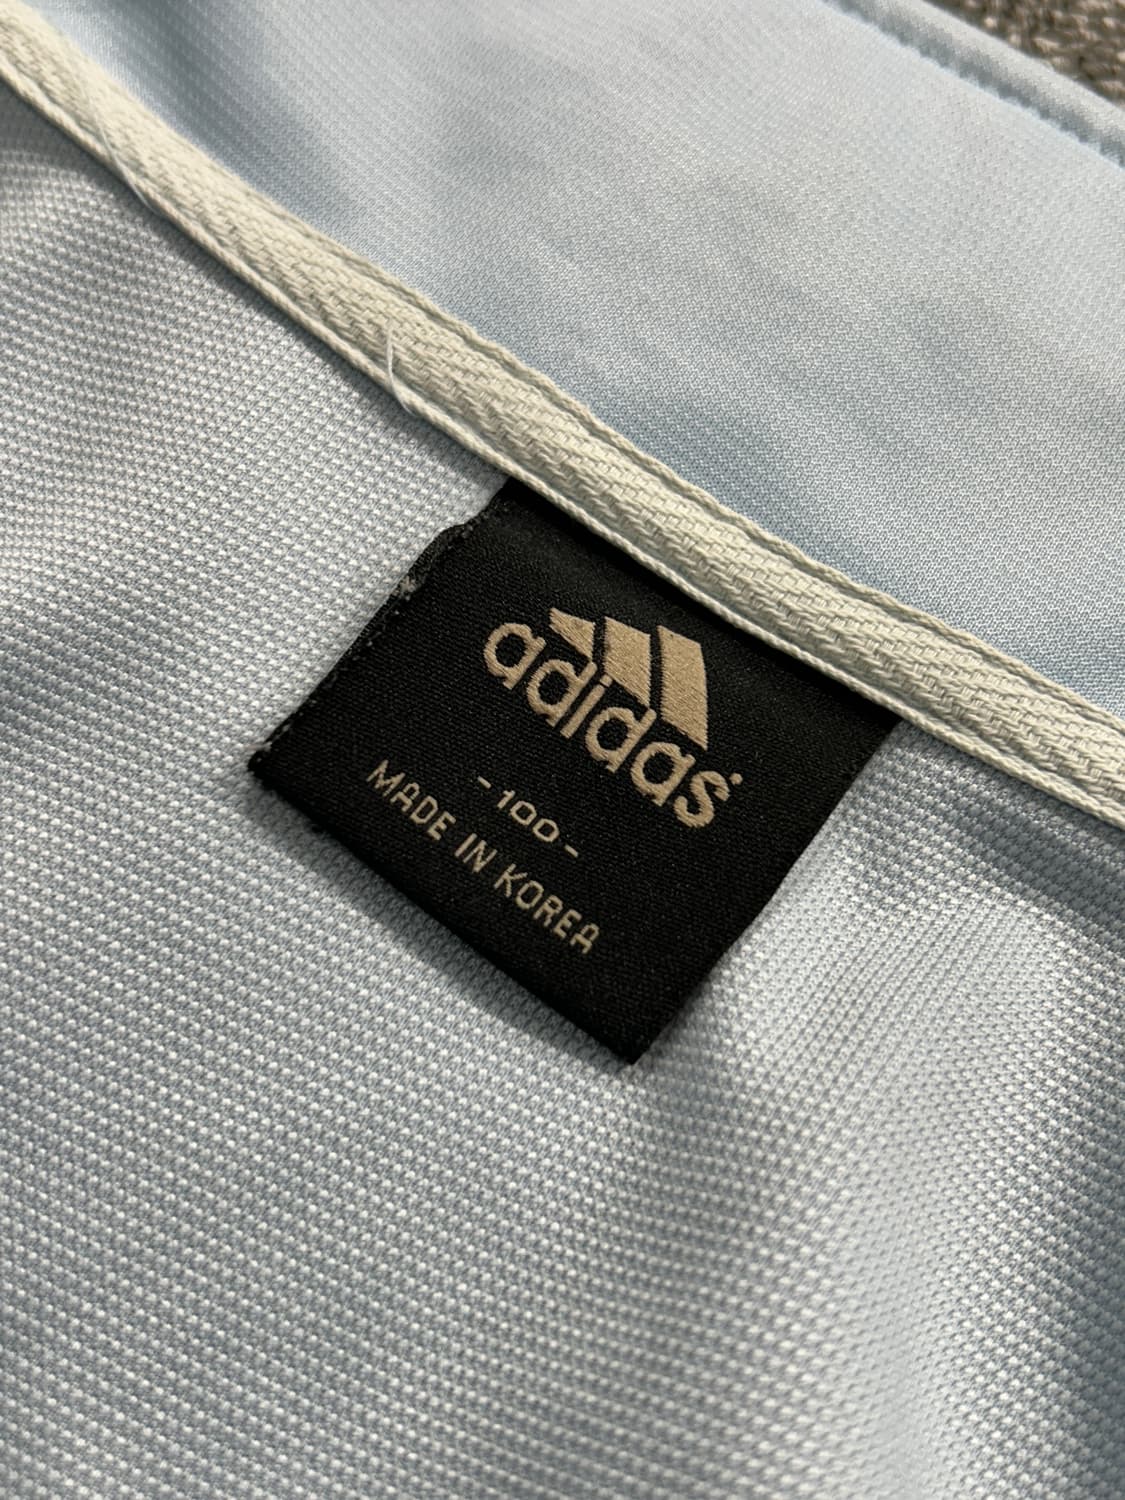 adidas
-100-
MADE IN KOREA